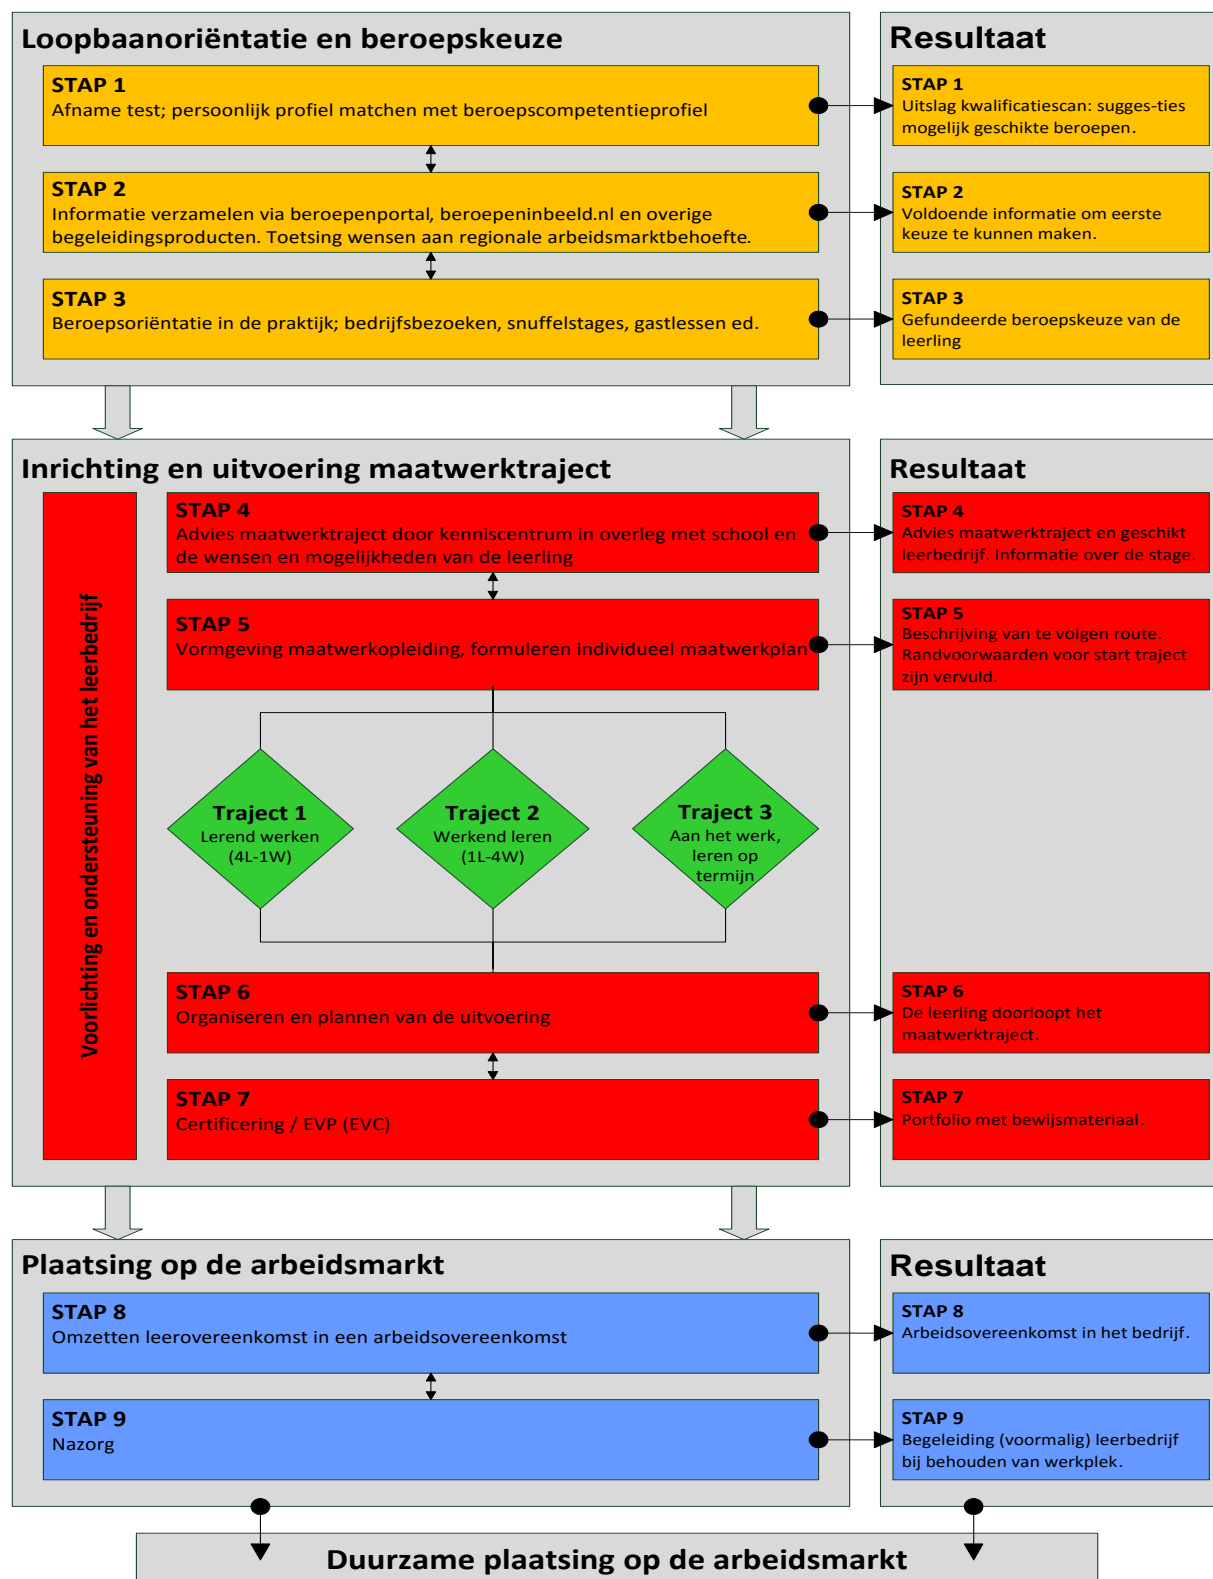 Loopbaanoriëntatie en beroepskeuze
STAP 1
Afname test; persoonlijk profiel matchen met beroepscompetentieprofiel
STAP 2
Informatie verzamelen via beroepenportal, beroepeninbeeld.nl en overige
begeleidingsproducten. Toetsing wensen aan regionale arbeidsmarktbehoefte.
STAP 3
Beroepsoriëntatie in de praktijk; bedrijfsbezoeken, snuffelstages, gastlessen ed.
Resultaat
STAP 1
Uitslag kwalificatiescan: sugges-ties
mogelijk geschikte beroepen.
STAP 2
Voldoende informatie om eerste
keuze te kunnen maken.
STAP 3
Gefundeerde beroepskeuze van de
leerling
Inrichting en uitvoering maatwerktraject
Voorlichting en ondersteuning van het leerbedrijf
STAP 4
Advies maatwerktraject door kenniscentrum in overleg met school en
de wensen en mogelijkheden van de leerling
STAP 5
Vormgeving maatwerkopleiding, formuleren individueel maatwerkplan
Traject 1
Lerend werken
(4L-1W)
Traject 2
Werkend leren
(1L-4W)
Traject 3
Aan het werk,
leren op
termijn
STAP 6
Organiseren en plannen van de uitvoering
STAP 7
Certificering / EVP (EVC)
Resultaat
STAP 4
Advies maatwerktraject en geschikt
leerbedrijf. Informatie over de stage.
STAP 5
Beschrijving van te volgen route.
Randvoorwaarden voor start traject
zijn vervuld.
STAP 6
De leerling doorloopt het
maatwerktraject.
STAP 7
Portfolio met bewijsmateriaal.
Plaatsing op de arbeidsmarkt
STAP 8
Omzetten leerovereenkomst in een arbeidsovereenkomst
STAP 9
Nazorg
Resultaat
STAP 8
Arbeidsovereenkomst in het bedrijf.
STAP 9
Begeleiding (voormalig) leerbedrijf
bij behouden van werkplek.
Duurzame plaatsing op de arbeidsmarkt